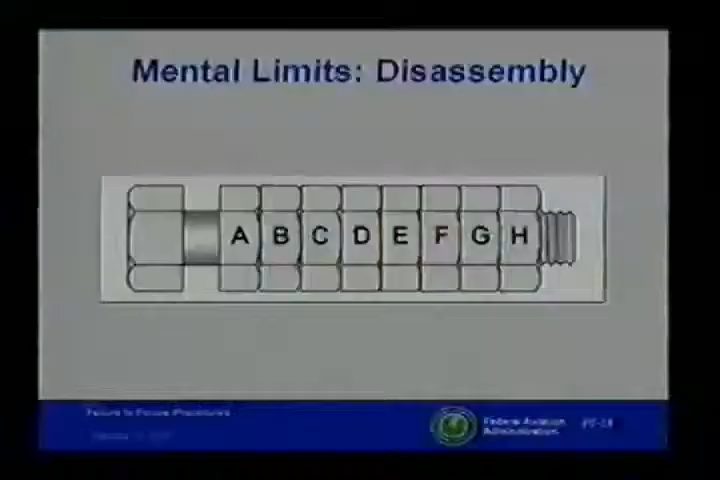 Mental Limits: Disassembly
A B C D E F G H
Failure to Follow Procedures
Federal Aviation
Administration